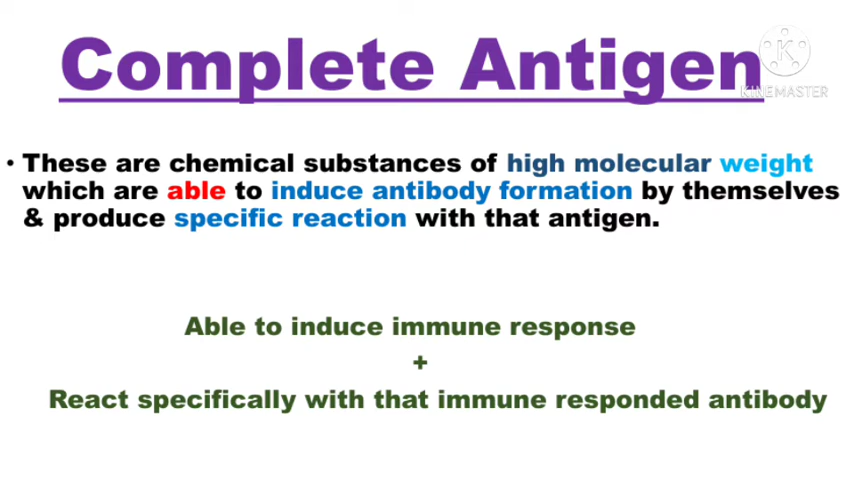 Complete Antigen
K
KINEMASTER
• These are chemical substances of high molecular weight
which are able to induce antibody formation by themselves
& produce specific reaction with that antigen.
Able to induce immune response
+
React specifically with that immune responded antibody